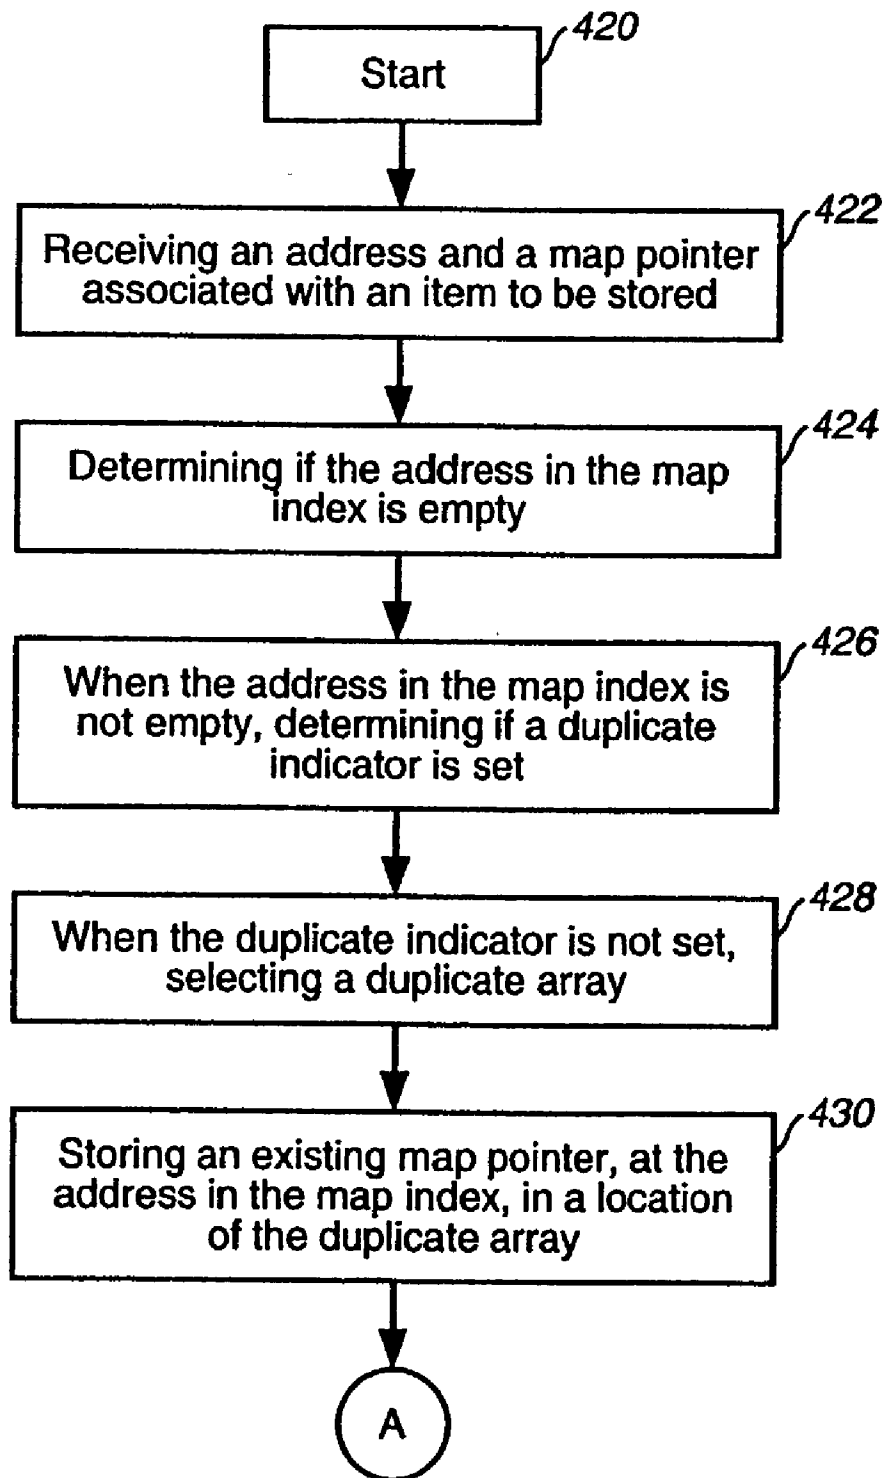 420
Start
422
Receiving an address and a map pointer
associated with an item to be stored
424
Determining if the address in the map
index is empty
426
When the address in the map index is
not empty, determining if a duplicate
indicator is set
428
When the duplicate indicator is not set,
selecting a duplicate array
430
Storing an existing map pointer, at the
address in the map index, in a location
of the duplicate array
A